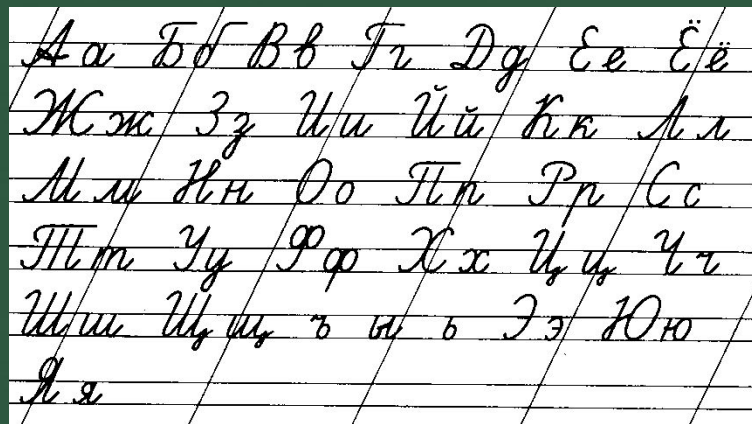 Аа Бб Вв Гг Дд Ее Ёё
Жж Зз Ии Йй Кк Лл
Мм Нн Оо Пп Рр Сс
Тт Уу Фф Хх Цц Чч
Шш Щщ ъ ы ь Ээ Юю
Яя